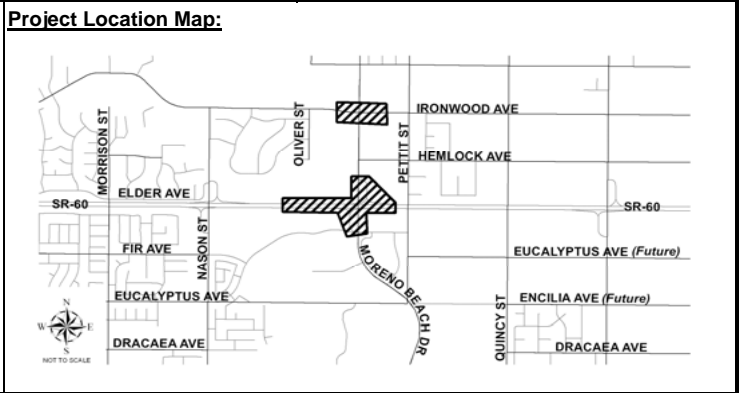 Project Location Map:
MORRISON ST
OLIVER ST
IRONWOOD AVE
PETTIT ST
HEMLOCK AVE
ELDER AVE
SR-60
SR-60
NASON ST
FIR AVE
MORENO BEACH DR
EUCALYPTUS AVE (Future)
EUCALYPTUS AVE
QUINCY ST
ENCILIA AVE (Future)
N
W E
S
NOT TO SCALE
DRACAEA AVE
DRACAEA AVE